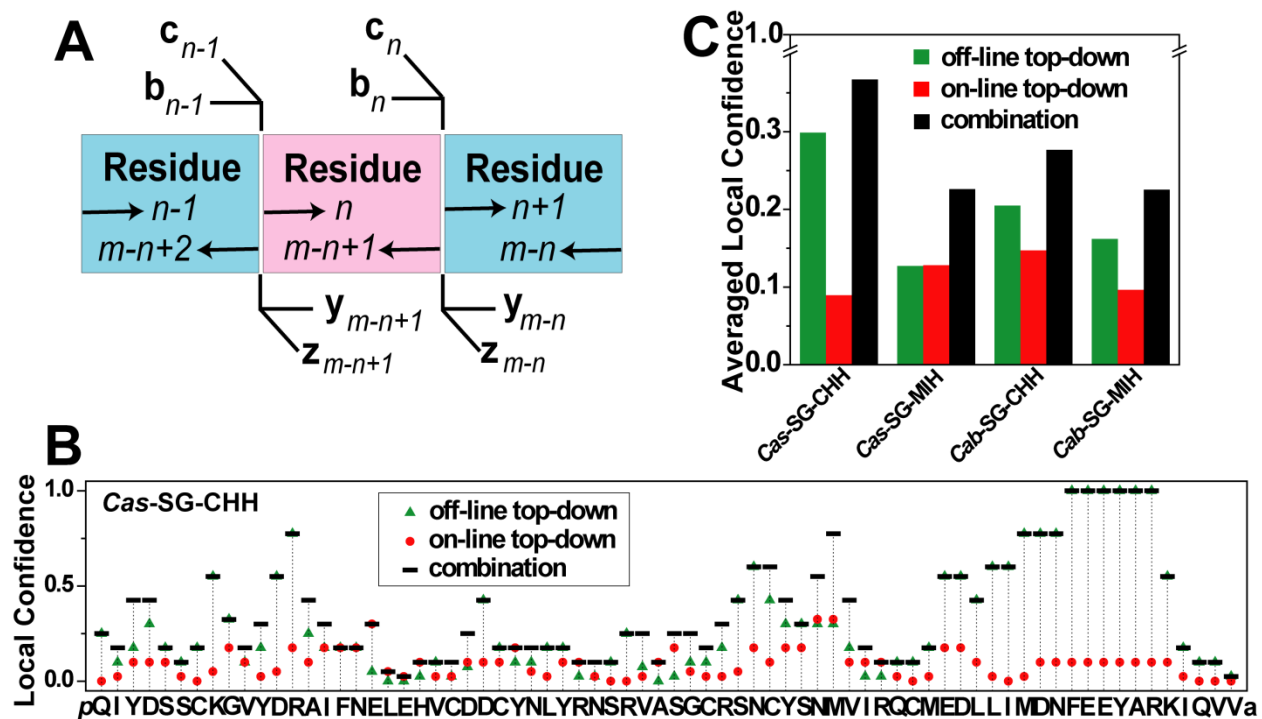 A
c n-1
b n-1
c n
b n
Residue Residue Residue
n-1 n n+1
m-n+2 m-n+1 m-n
y m-n+1
z m-n+1
y m-n
z m-n
C
Averaged Local Confidence
1.0
0.3
0.2
0.1
0.0
off-line top-down
on-line top-down
combination
Cas-SG-CHH
Cas-SG-MIH
Cab-SG-CHH
Cab-SG-MIH
B
Local Confidence
1.0
0.5
0.0
Cas-SG-CHH
off-line top-down
on-line top-down
combination
pQIYDSSCKGVYDRAIFNELEHVCDDCYNLYRNSRVASGCRSNCYSNMVIRQCMEDLLIMDNFEEYARKIQVVa